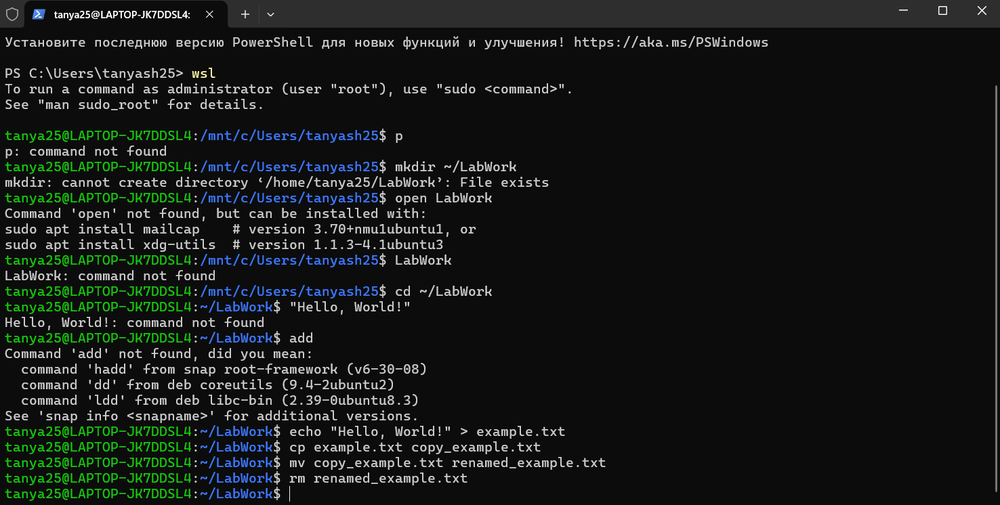 tanya25@LAPTOP-JK7DDSL4:
Установите последнюю версию PowerShell для новых функций и улучшения! https://aka.ms/PSWindows
PS C:\Users\tanyash25> wsl
To run a command as administrator (user "root"), use "sudo <command>".
See "man sudo_root" for details.
tanya25@LAPTOP-JK7DDSL4:/mnt/c/Users/tanyash25$ p
p: command not found
tanya25@LAPTOP-JK7DDSL4:/mnt/c/Users/tanyash25$ mkdir ~/LabWork
mkdir: cannot create directory ‘/home/tanya25/LabWork’: File exists
tanya25@LAPTOP-JK7DDSL4:/mnt/c/Users/tanyash25$ open LabWork
Command 'open' not found, but can be installed with:
sudo apt install mailcap    # version 3.70+nmu1ubuntu1, or
sudo apt install xdg-utils  # version 1.1.3-4.1ubuntu3
tanya25@LAPTOP-JK7DDSL4:/mnt/c/Users/tanyash25$ LabWork
LabWork: command not found
tanya25@LAPTOP-JK7DDSL4:/mnt/c/Users/tanyash25$ cd ~/LabWork
tanya25@LAPTOP-JK7DDSL4:~/LabWork$ "Hello, World!"
Hello, World!: command not found
tanya25@LAPTOP-JK7DDSL4:~/LabWork$ add
Command 'add' not found, did you mean:
  command 'hadd' from snap root-framework (v6-30-08)
  command 'dd' from deb coreutils (9.4-2ubuntu2)
  command 'ldd' from deb libc-bin (2.39-0ubuntu8.3)
See 'snap info <snapname>' for additional versions.
tanya25@LAPTOP-JK7DDSL4:~/LabWork$ echo "Hello, World!" > example.txt
tanya25@LAPTOP-JK7DDSL4:~/LabWork$ cp example.txt copy_example.txt
tanya25@LAPTOP-JK7DDSL4:~/LabWork$ mv copy_example.txt renamed_example.txt
tanya25@LAPTOP-JK7DDSL4:~/LabWork$ rm renamed_example.txt
tanya25@LAPTOP-JK7DDSL4:~/LabWork$